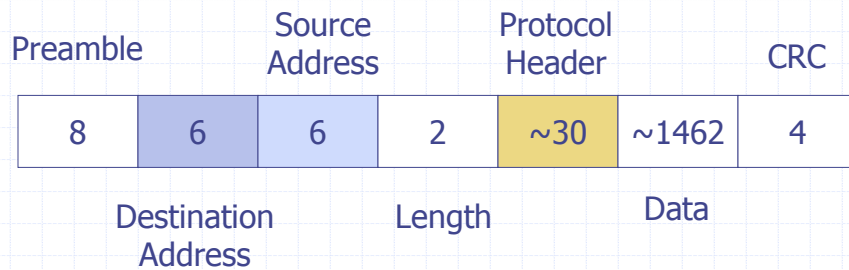 Preamble
Source
Address
Protocol
Header
CRC
8 6 6 2 ~30 ~1462 4
Destination
Address
Length
Data